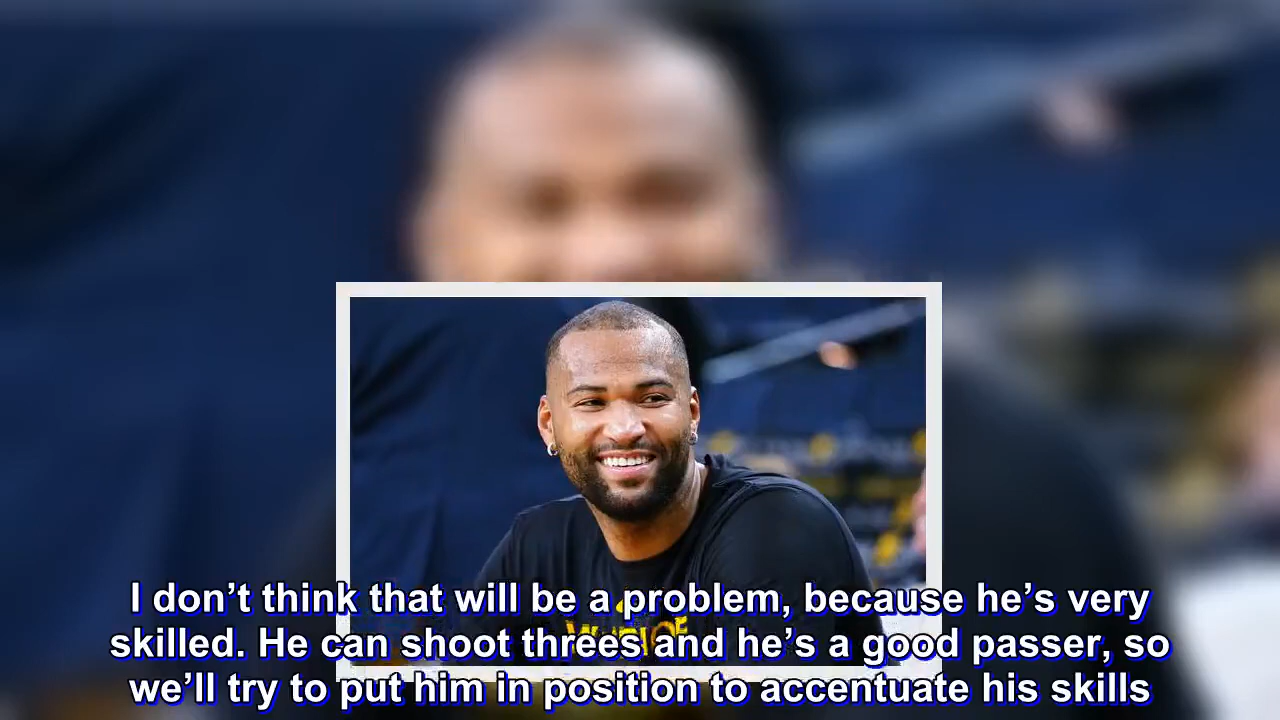 I don’t think that will be a problem, because he’s very
skilled. He can shoot threes and he’s a good passer, so
we’ll try to put him in position to accentuate his skills